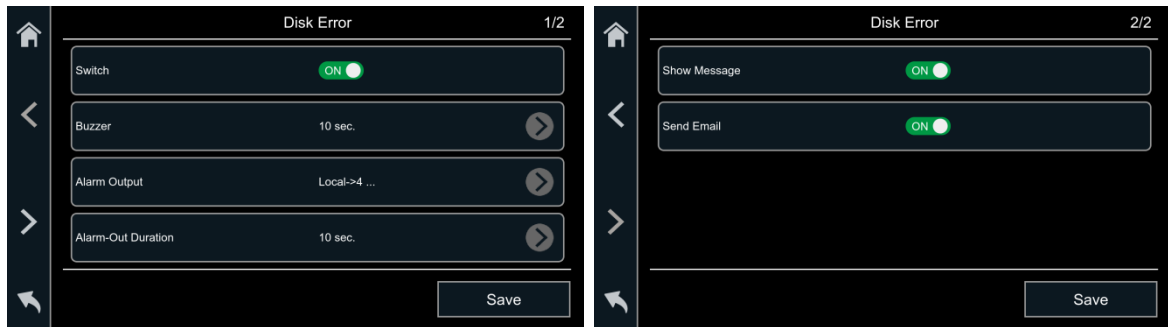 Disk Error 1/2
Switch ON
Buzzer 10 sec.
Alarm Output Local->4 ...
Alarm-Out Duration 10 sec.
Save
Disk Error 2/2
Show Message ON
Send Email ON
Save